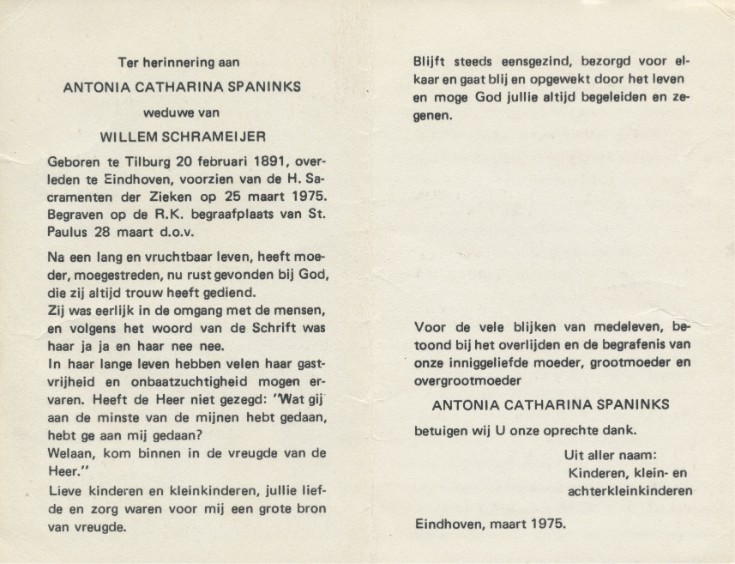 Ter herinnering aan
ANTONIA CATHARINA SPANINKS
weduwe van
WILLEM SCHRAMEIJER
Geboren te Tilburg 20 februari 1891, over-
leden te Eindhoven, voorzien van de H. Sa-
cramenten der Zieken op 25 maart 1975.
Begraven op de R.K. begraafplaats van St.
Paulus 28 maart d.o.v.
Na een lang en vruchtbaar leven, heeft moe-
der, moegestreden, nu rust gevonden bij God,
die zij altijd trouw heeft gediend.
Zij was eerlijk in de omgang met de mensen,
en volgens het woord van de Schrift was
haar ja ja en haar nee nee.
In haar lange leven hebben velen haar gast-
vrijheid en onbaatzuchtigheid mogen er-
varen. Heeft de Heer niet gezegd: "Wat gij
aan de minste van de mijnen hebt gedaan,
hebt ge aan mij gedaan?
Welaan, kom binnen in de vreugde van de
Heer."
Lieve kinderen en kleinkinderen, jullie lief-
de en zorg waren voor mij een grote bron
van vreugde.
Blijft steeds eensgezind, bezorgd voor el-
kaar en gaat blij en opgewekt door het leven
en moge God jullie altijd begeleiden en ze-
genen.
Voor de vele blijken van medeleven, be-
toond bij het overlijden en de begrafenis van
onze inniggeliefde moeder, grootmoeder en
overgrootmoeder
ANTONIA CATHARINA SPANINKS
betuigen wij U onze oprechte dank.
Uit aller naam:
Kinderen, klein- en
achterkleinkinderen
Eindhoven, maart 1975.